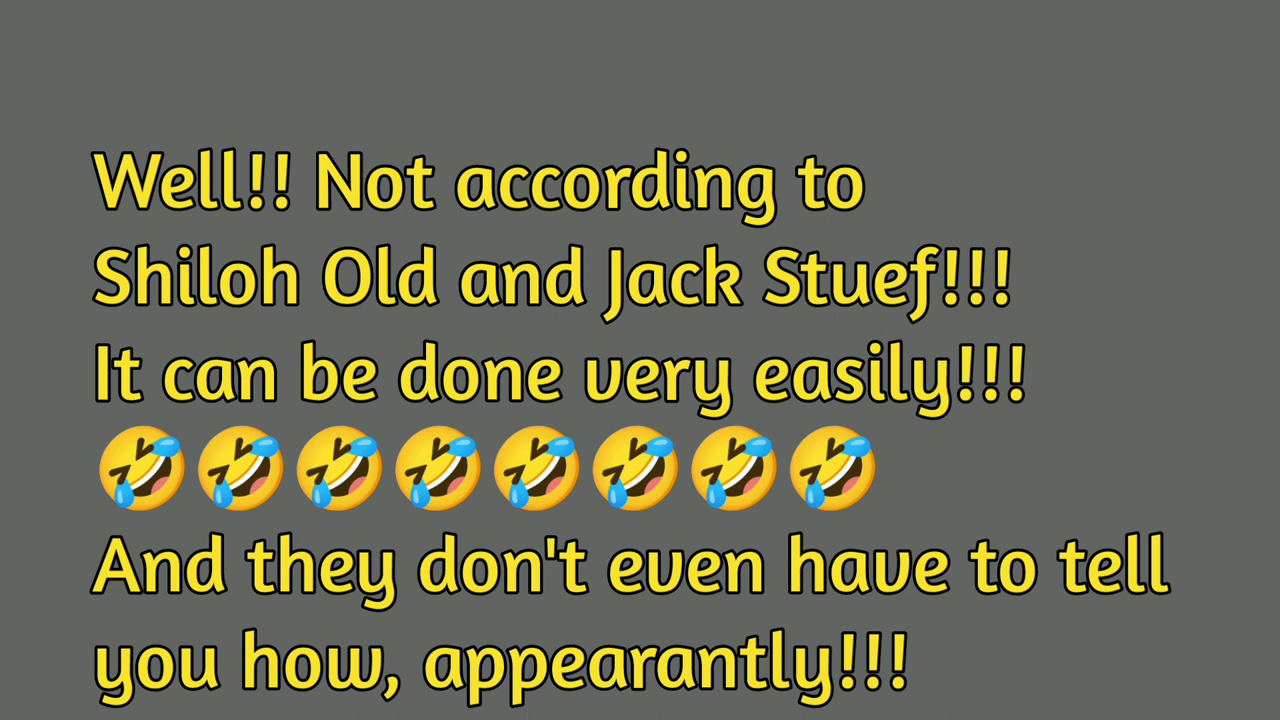 Well!! Not according to
Shiloh Old and Jack Stuef!!!
It can be done very easily!!!
🤣🤣🤣🤣🤣🤣🤣🤣
And they don't even have to tell
you how, appearantly!!!